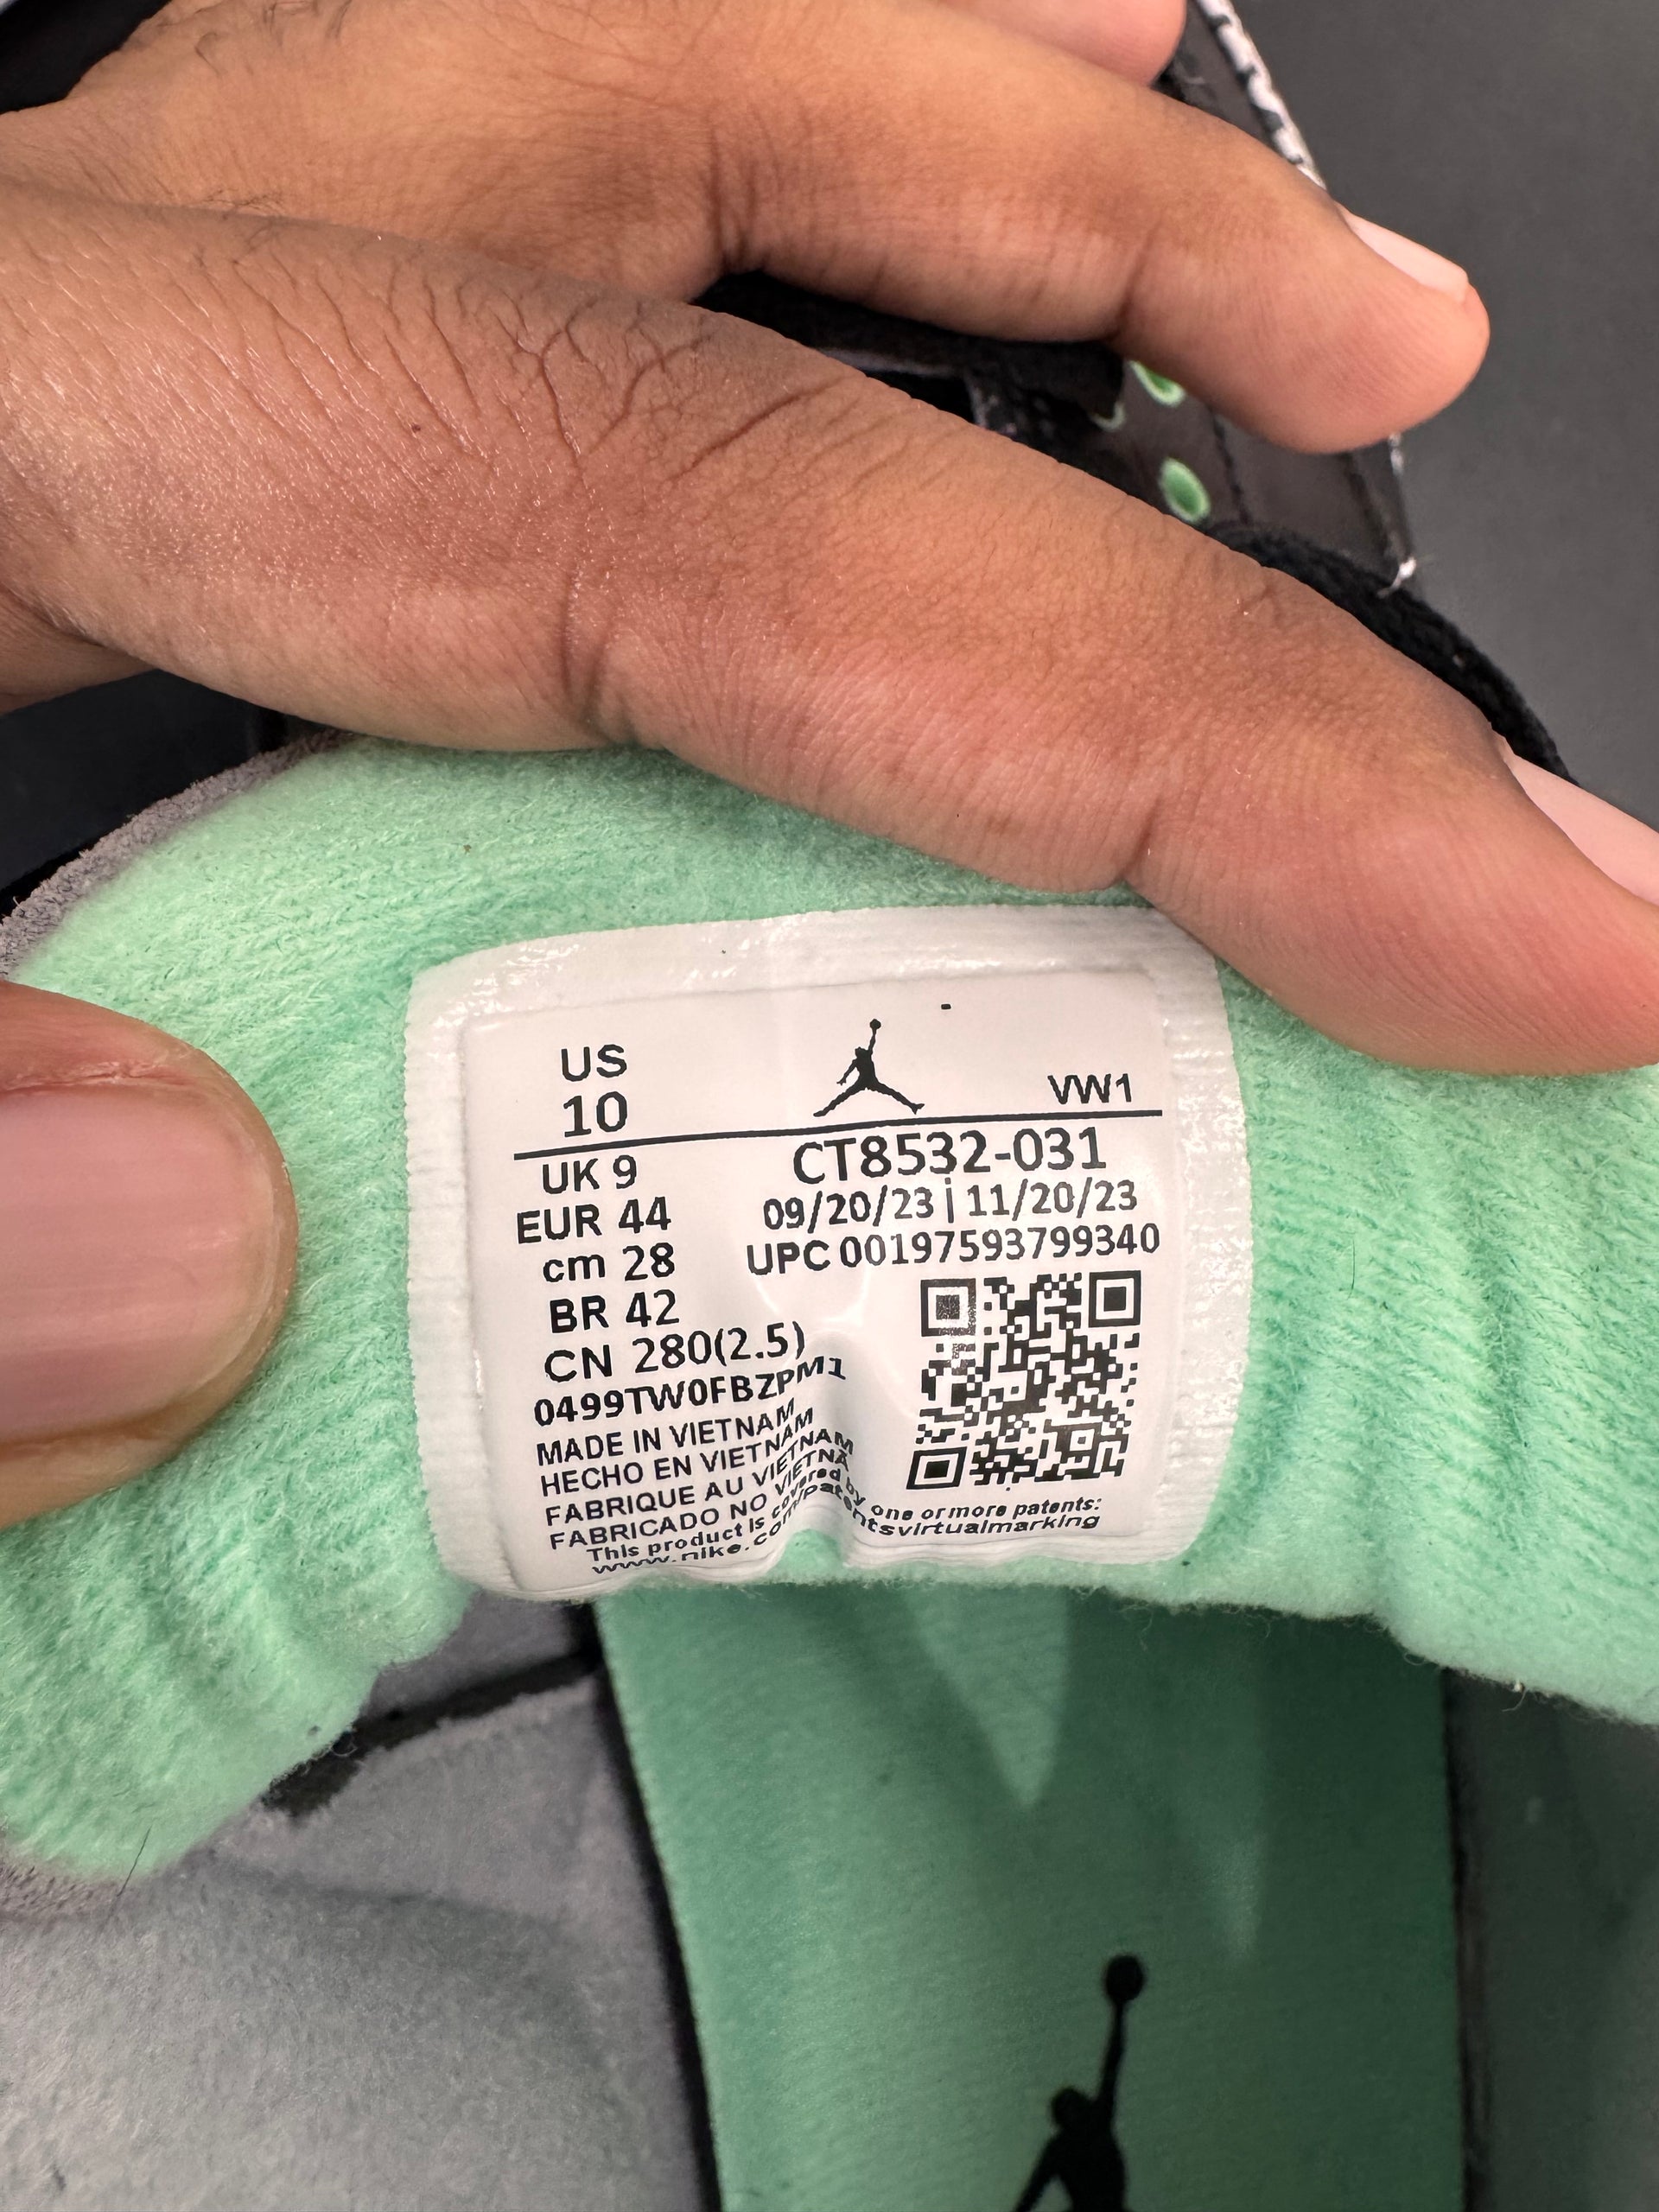 US
10
VW1
UK 9
EUR 44
cm 28
BR 42
CN 280(2.5)
0499TW0FBZPM1
CT8532-031
09/20/23 | 11/20/23
UPC 00197593799340
MADE IN VIETNAM
HECHO EN VIETNAM
FABRIQUE AU VIETNAM
FABRICADO NO VIETNÃ
This product is covered by one or more patents:
www.nike.com/patentsvirtualmarking